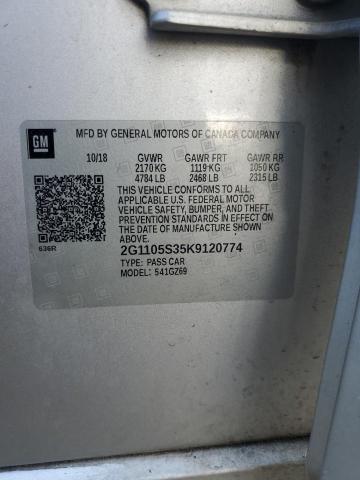 GM
MFD BY GENERAL MOTORS OF CANADA COMPANY
10/18 GVWR GAWR FRT GAWR RR
2170 KG 1119 KG 1050 KG
4784 LB 2468 LB 2315 LB
THIS VEHICLE CONFORMS TO ALL
APPLICABLE U.S. FEDERAL MOTOR
VEHICLE SAFETY, BUMPER, AND THEFT
PREVENTION STANDARDS IN EFFECT ON
THE DATE OF MANUFACTURE SHOWN
ABOVE.
636R 2G1105S35K9120774
TYPE: PASS CAR
MODEL: 541GZ69